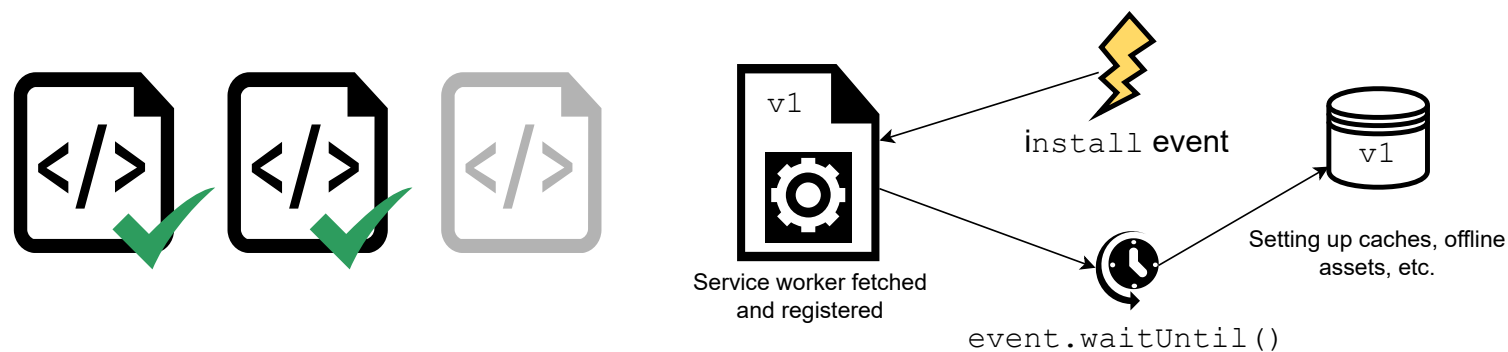 </>
</>
</>
v1
install event
v1
Service worker fetched
and registered
Setting up caches, offline
assets, etc.
event.waitUntil()